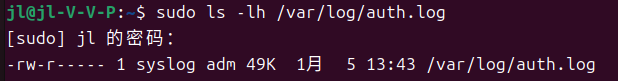 jl@jl-V-V-P:~$ sudo ls -lh /var/log/auth.log
[sudo] jl 的密码：
-rw-r----- 1 syslog adm 49K  1月   5 13:43 /var/log/auth.log